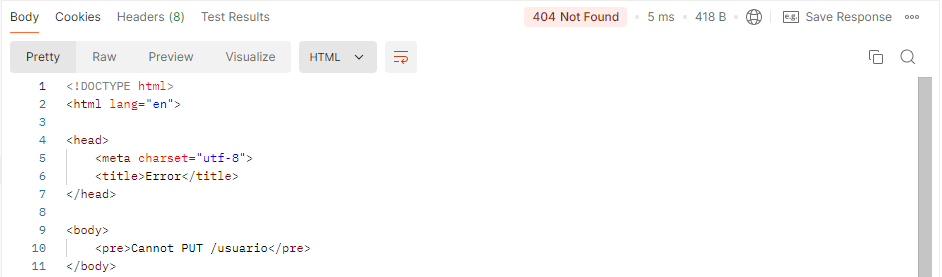 Body Cookies Headers (8) Test Results 404 Not Found 5 ms 418 B e.g. Save Response
Pretty Raw Preview Visualize HTML
1 <!DOCTYPE html>
2 <html lang="en">
3
4 <head>
5 <meta charset="utf-8">
6 <title>Error</title>
7 </head>
8
9 <body>
10 <pre>Cannot PUT /usuario</pre>
11 </body>